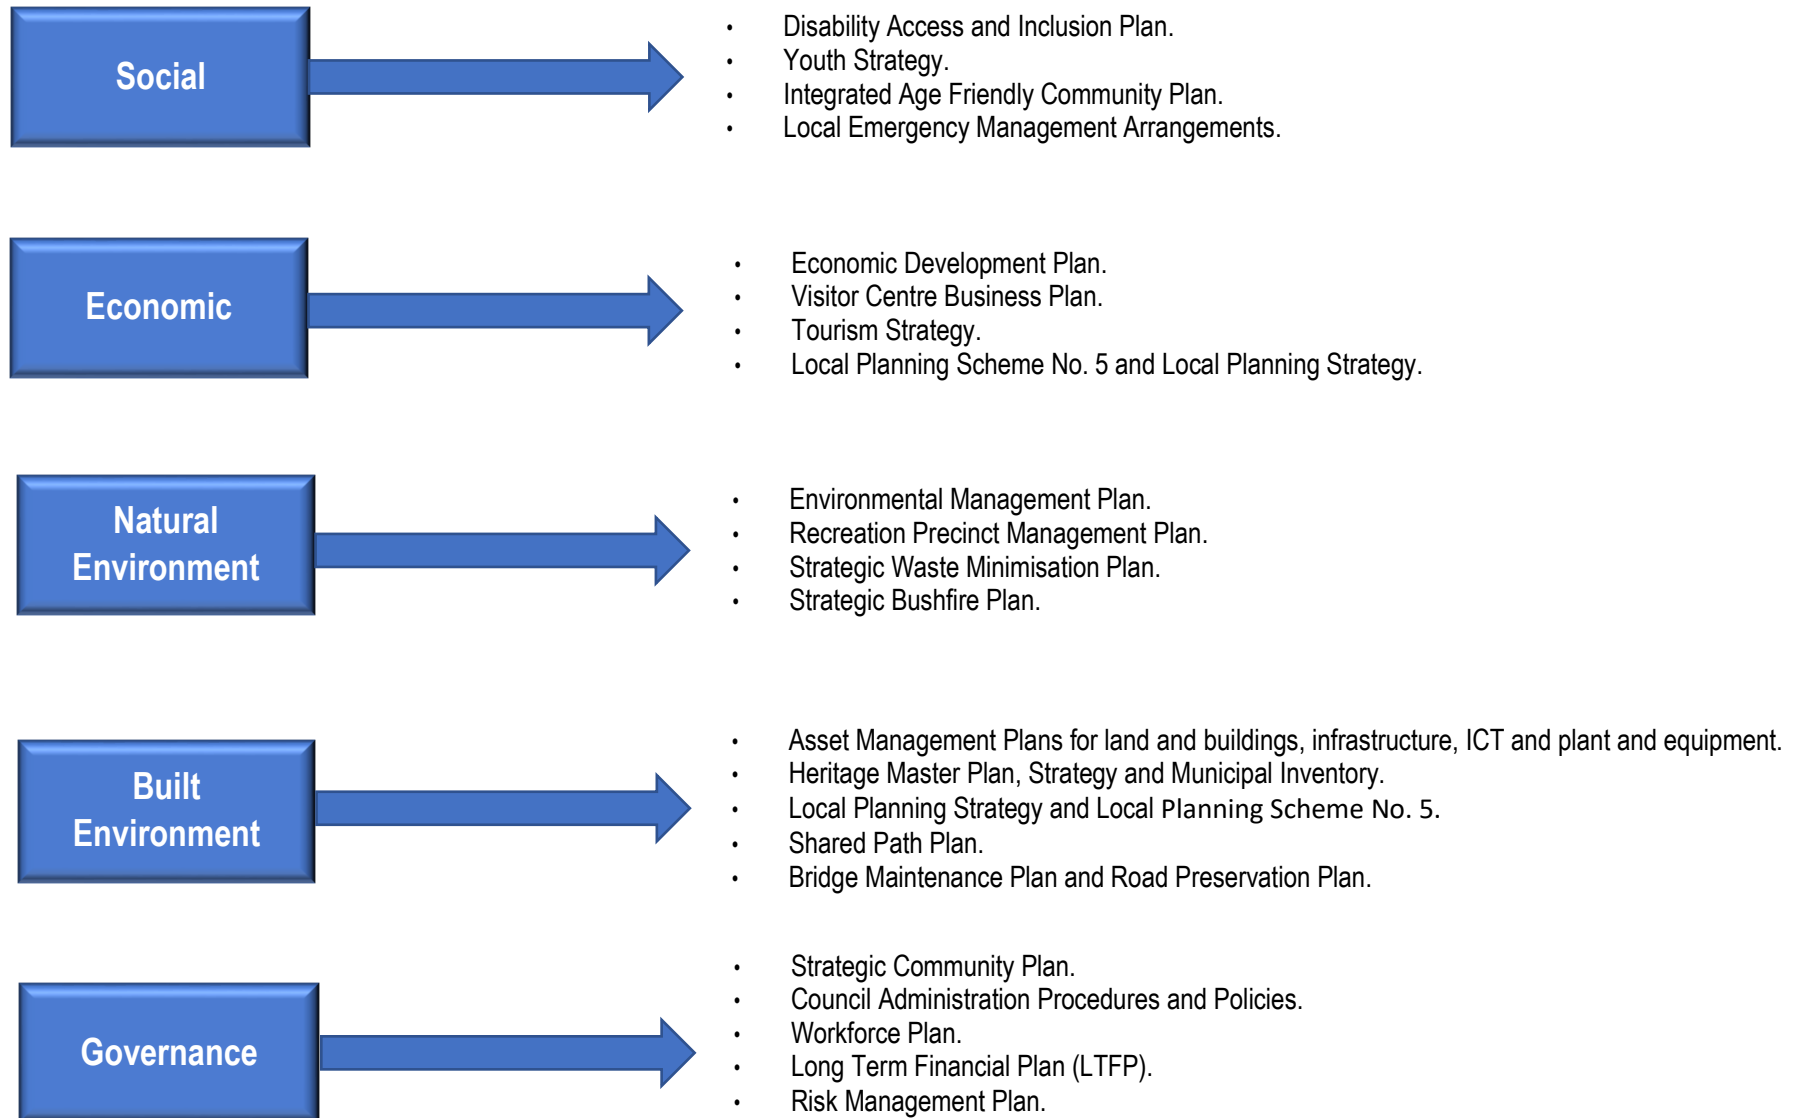 Social
• Disability Access and Inclusion Plan.
• Youth Strategy.
• Integrated Age Friendly Community Plan.
• Local Emergency Management Arrangements.
Economic
• Economic Development Plan.
• Visitor Centre Business Plan.
• Tourism Strategy.
• Local Planning Scheme No. 5 and Local Planning Strategy.
Natural
Environment
• Environmental Management Plan.
• Recreation Precinct Management Plan.
• Strategic Waste Minimisation Plan.
• Strategic Bushfire Plan.
Built
Environment
• Asset Management Plans for land and buildings, infrastructure, ICT and plant and equipment.
• Heritage Master Plan, Strategy and Municipal Inventory.
• Local Planning Strategy and Local Planning Scheme No. 5.
• Shared Path Plan.
• Bridge Maintenance Plan and Road Preservation Plan.
Governance
• Strategic Community Plan.
• Council Administration Procedures and Policies.
• Workforce Plan.
• Long Term Financial Plan (LTFP).
• Risk Management Plan.